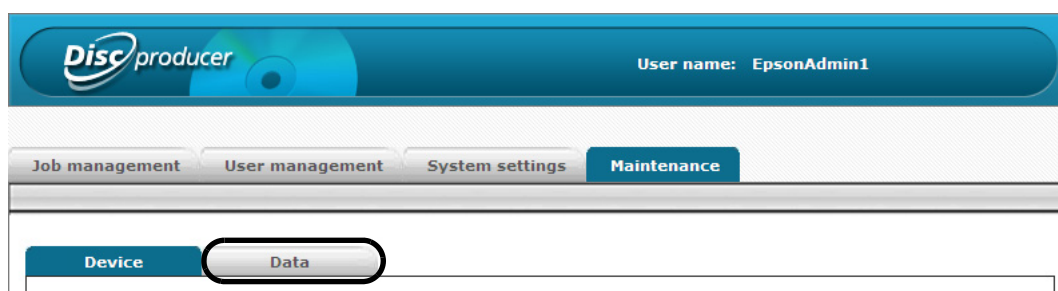 Disc producer
User name: EpsonAdmin1
Job management User management System settings Maintenance
Device Data